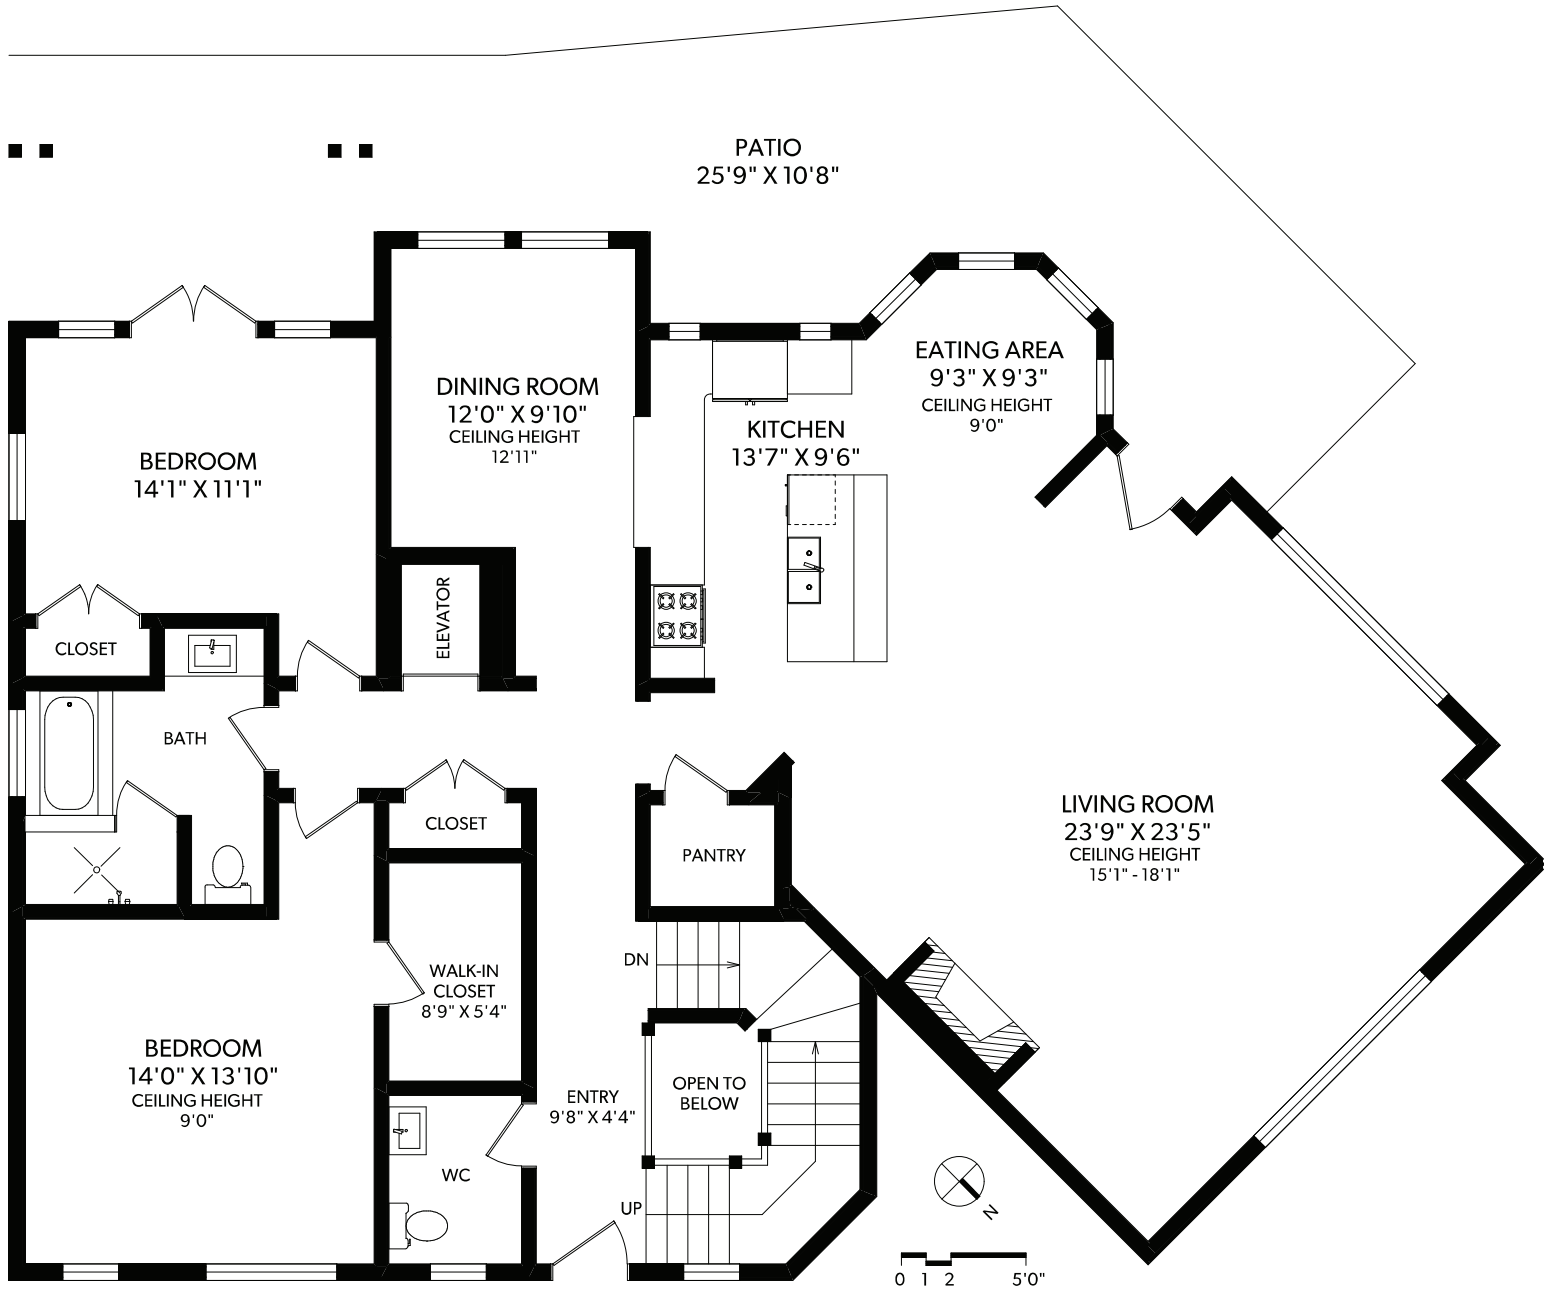 PATIO
25'9" X 10'8"
EATING AREA
9'3" X 9'3"
CEILING HEIGHT
9'0"
DINING ROOM
12'0" X 9'10"
CEILING HEIGHT
12'11"
KITCHEN
13'7" X 9'6"
BEDROOM
14'1" X 11'1"
ELEVATOR
CLOSET
BATH
CLOSET
PANTRY
LIVING ROOM
23'9" X 23'5"
CEILING HEIGHT
15'1" - 18'1"
DN
WALK-IN
CLOSET
8'9" X 5'4"
BEDROOM
14'0" X 13'10"
CEILING HEIGHT
9'0"
ENTRY
9'8" X 4'4"
OPEN TO
BELOW
WC
UP
N
0 1 2 5'0"